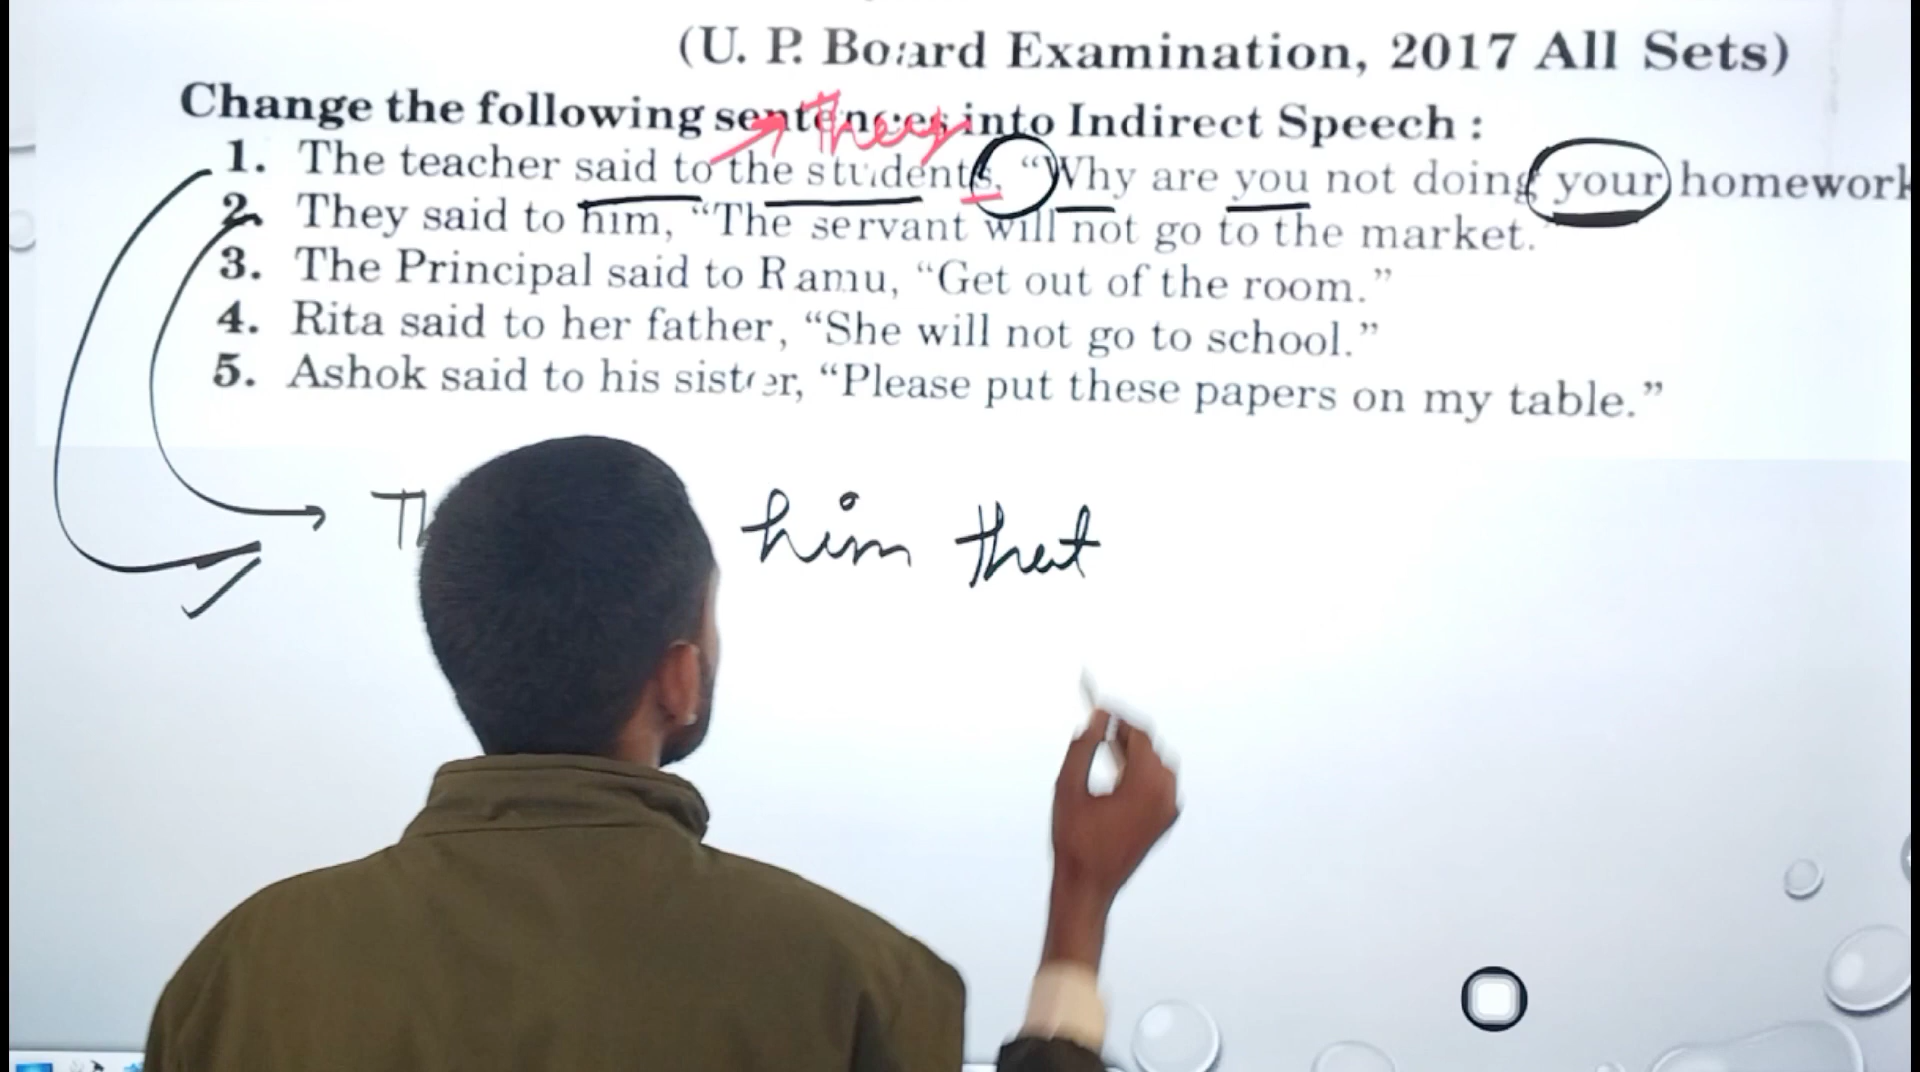 (U. P. Board Examination, 2017 All Sets)
Change the following sentences into Indirect Speech :
they
1. The teacher said to the students, “Why are you not doing your homework
2. They said to him, “The servant will not go to the market.”
3. The Principal said to Ramu, “Get out of the room.”
4. Rita said to her father, “She will not go to school.”
5. Ashok said to his sister, “Please put these papers on my table.”
him that